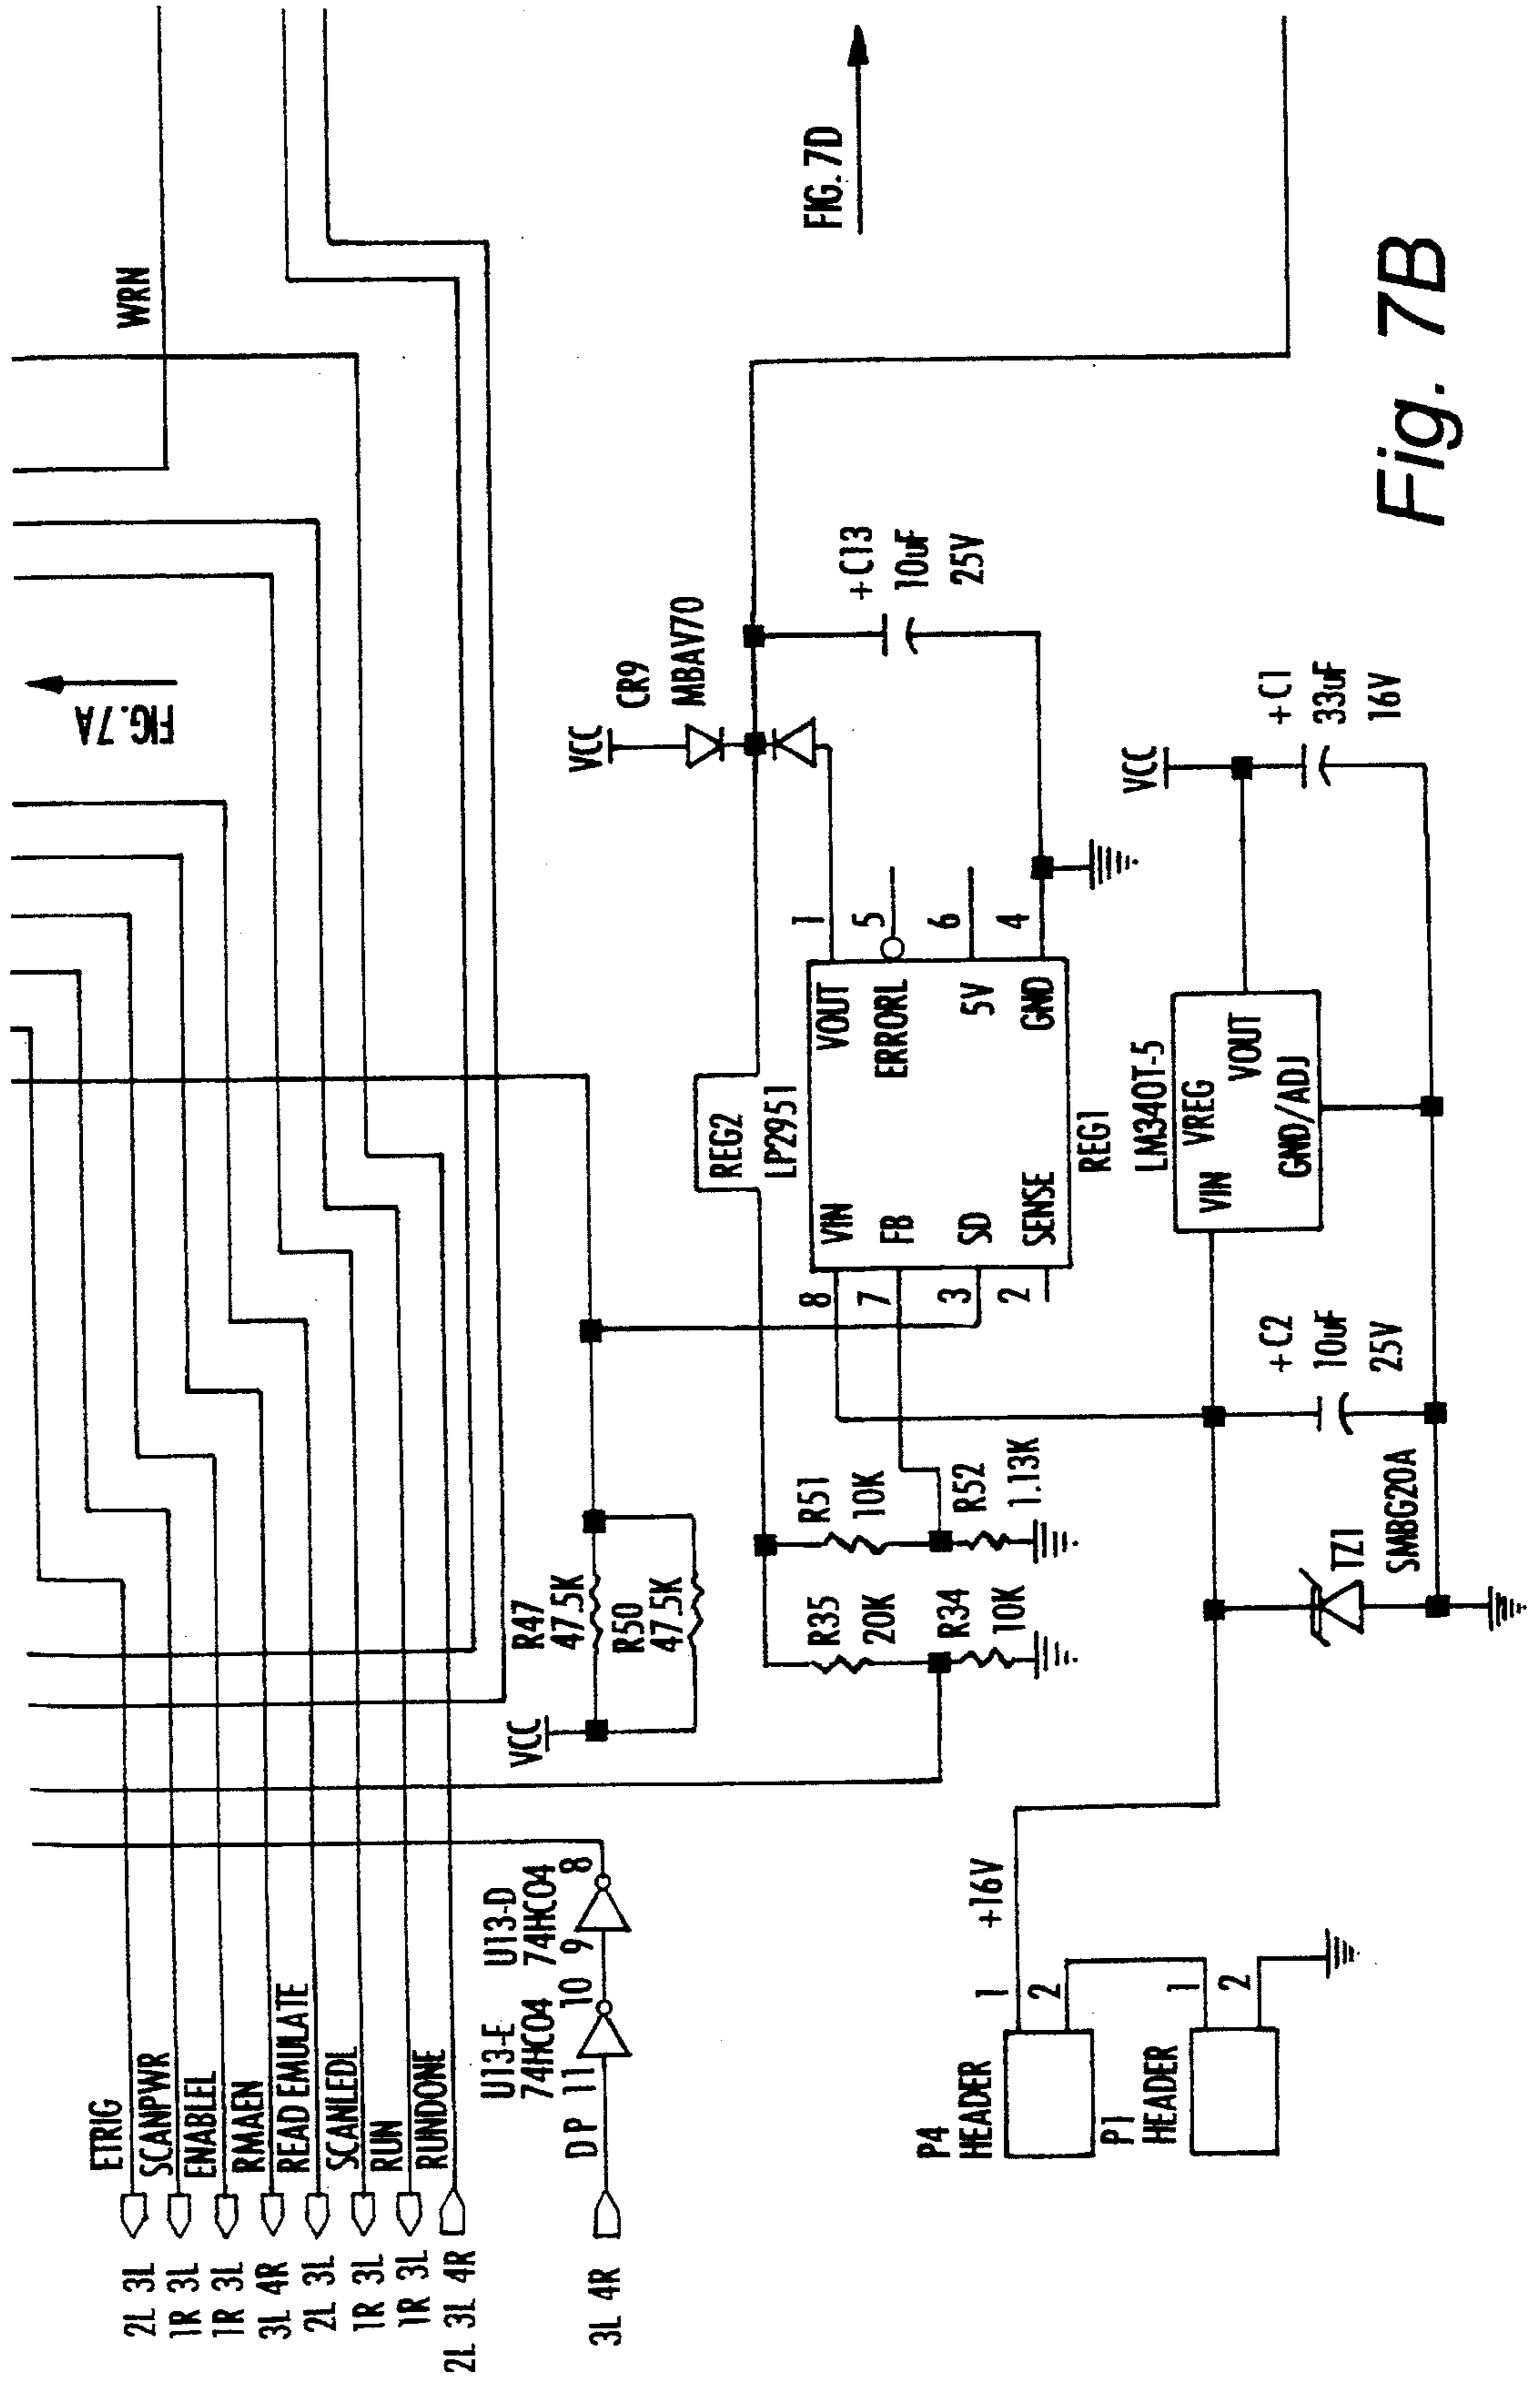 ETRIG
2L 3L
SCANPWR
1R 3L
ENABLEL
1R 3L
RMAEN
3L 4R
READ EMULATE
2L 3L
SCANLEDL
1R 3L
RUN
1R 3L
RUNDONE
2L 3L 4R
WRN
FIG. 7A
U13-E
74HC04
U13-D
74HC04
3L 4R
DP
11
10
9
8
VCC
R47
47.5K
R50
47.5K
VCC
CR9
MBAV70
REG2
LP2951
R35
20K
R34
10K
R51
10K
R52
1.13K
8
VIN
VOUT
1
7
FB
ERRORL
5
3
SD
5V
6
2
SENSE
GND
4
+C13
10uF
25V
FIG. 7D
P4
HEADER
1
2
+16V
P1
HEADER
1
2
REG1
LM340T-5
VREG
VIN
VOUT
GND/ADJ
VCC
+C1
33uF
16V
+C2
10uF
25V
TZ1
SMBG20A
Fig. 7B